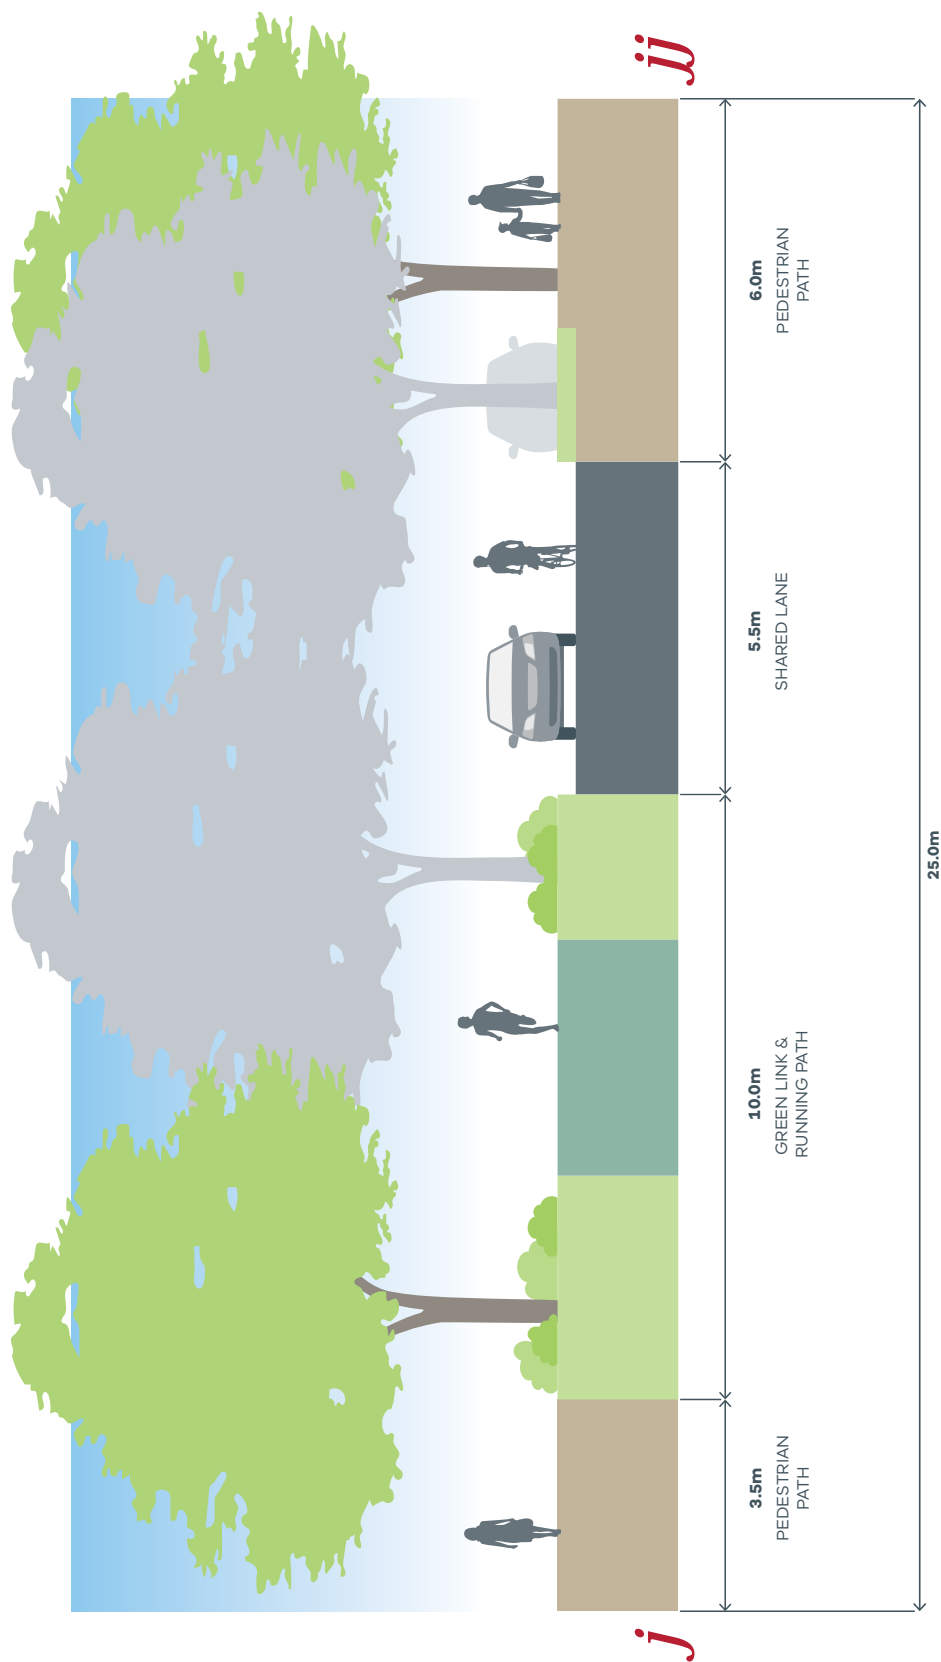 j
jj
3.5m
PEDESTRIAN
PATH
10.0m
GREEN LINK &
RUNNING PATH
5.5m
SHARED LANE
6.0m
PEDESTRIAN
PATH
25.0m